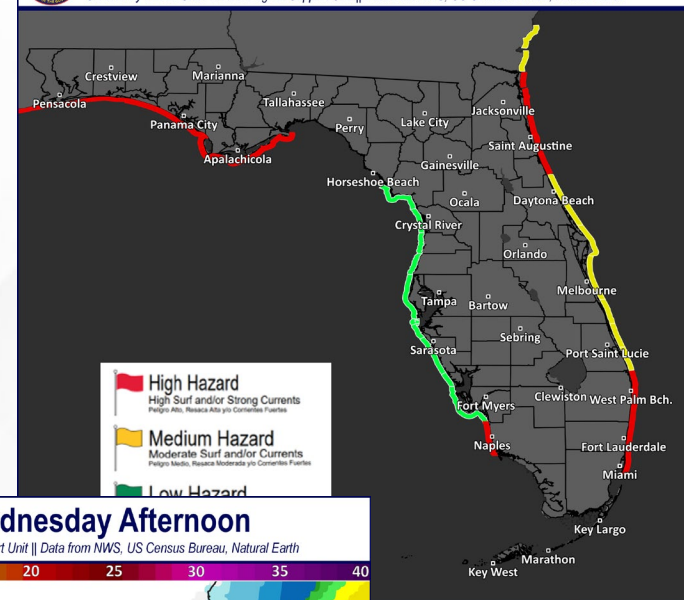 Crestview
Marianna
Pensacola
Tallahassee
Panama City
Perry
Lake City
Jacksonville
Apalachicola
Saint Augustine
Gainesville
Horseshoe Beach
Ocala
Daytona Beach
Crystal River
Orlando
Melbourne
Tampa
Bartow
Sebring
Sarasota
Port Saint Lucie
Clewiston
West Palm Bch.
Fort Myers
Naples
Fort Lauderdale
Miami
Key Largo
Marathon
Key West
High Hazard
High Surf and/or Strong Currents
Peligro Alto, Resaca Alta y/o Corrientes Fuertes
Medium Hazard
Moderate Surf and/or Currents
Peligro Medio, Resaca Moderada y/o Corrientes Fuertes
Low Hazard
dnesday Afternoon
rt Unit || Data from NWS, US Census Bureau, Natural Earth
20 25 30 35 40